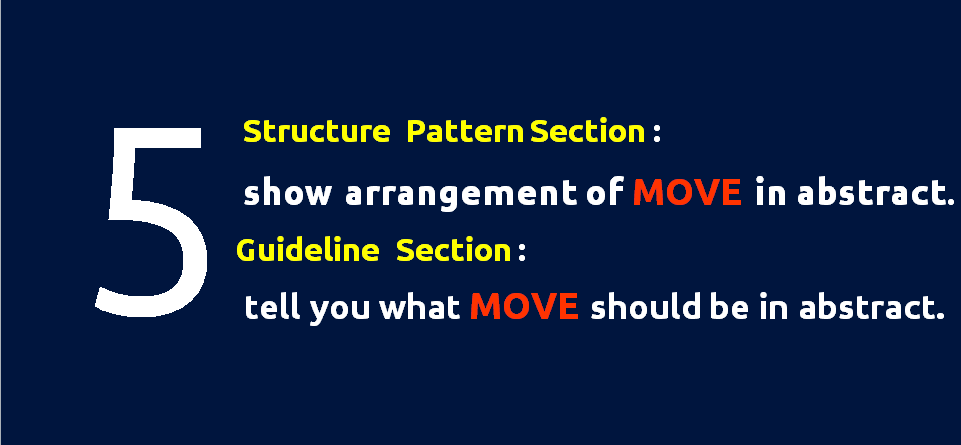 5
Structure Pattern Section :
show arrangement of MOVE in abstract.
Guideline Section :
tell you what MOVE should be in abstract.